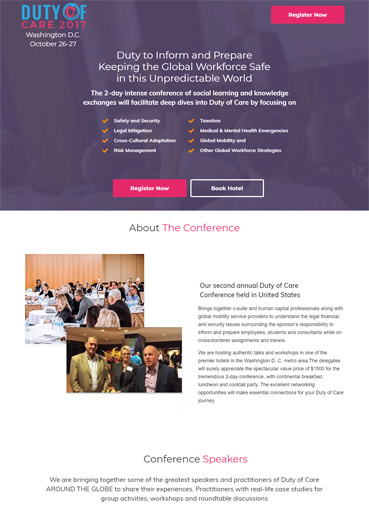 DUTY OF
CARE 2017
Washington D.C.
October 26-27
Register Now
Duty to Inform and Prepare
Keeping the Global Workforce Safe
in this Unpredictable World
The 2-day intense conference of social learning and knowledge
exchanges will facilitate deep dives into Duty of Care by focusing on
Safety and Security
Legal Mitigation
Cross-Cultural Adaptation
Risk Management
Taxation
Medical & Mental Health Emergencies
Global Mobility and
Other Global Workforce Strategies
Register Now
Book Hotel
About The Conference
Our second annual Duty of Care
Conference held in United States
Brings together c-suite and human capital professionals along with
global mobility service providers to understand the legal financial,
and security issues surrounding the sponsor's responsibility to
inform and prepare employees, students and consultants while on
cross-borderer assignments and travels.
We are hosting authentic talks and workshops in one of the
premier hotels in the Washington D. C. metro area.The delegates
will surely appreciate the spectacular value price of $1500 for the
tremendous 2-day conference, with continental breakfast,
luncheon and cocktail party. The excellent networking
opportunities will make essential connections for your Duty of Care
journey.
Conference Speakers
We are bringing together some of the greatest speakers and practitioners of Duty of Care
AROUND THE GLOBE to share their experiences. Practitioners with real-life case studies for
group activities, workshops and roundtable discussions